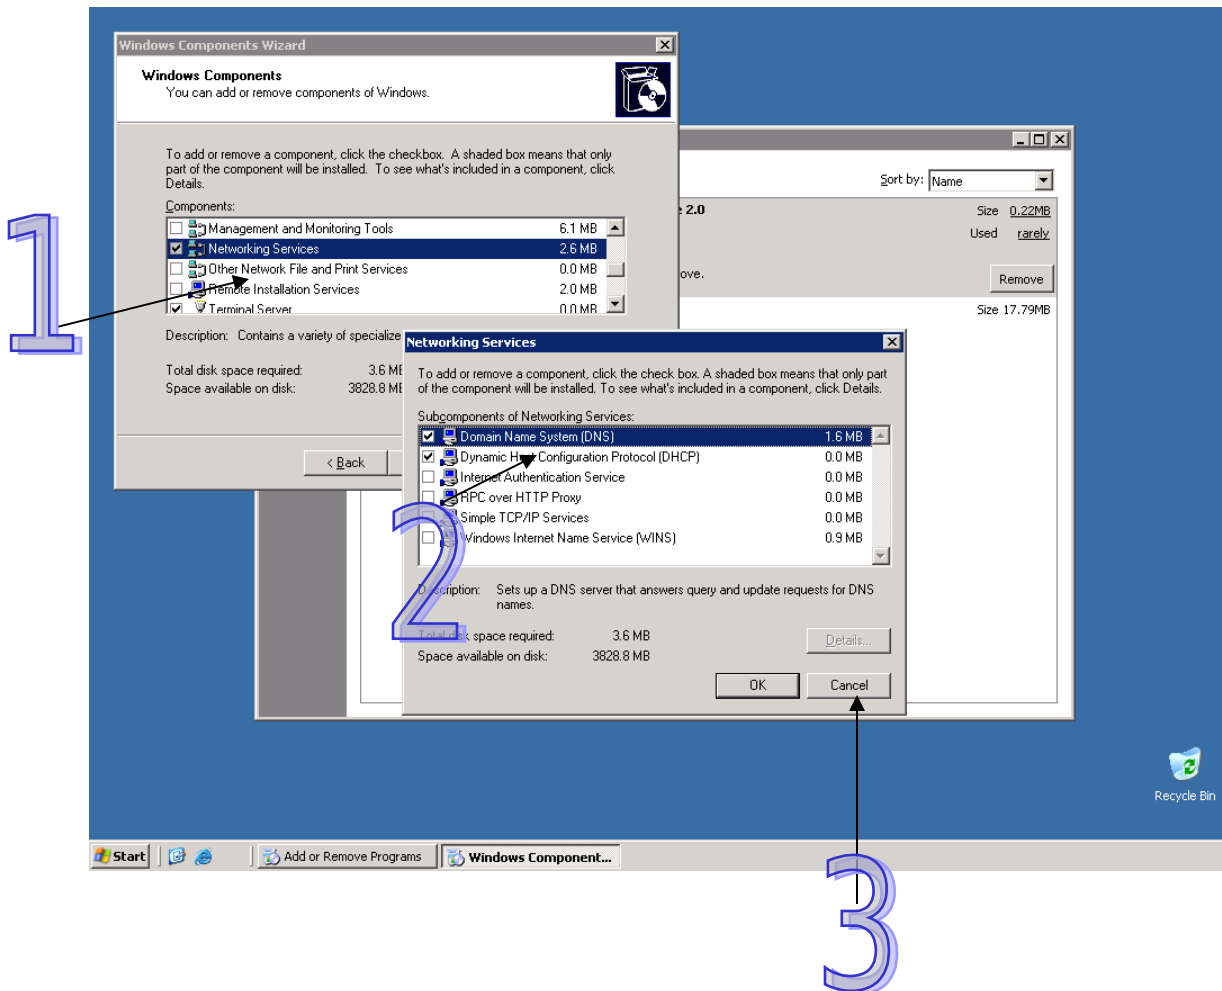 Windows Components Wizard
Windows Components
You can add or remove components of Windows.
To add or remove a component, click the checkbox. A shaded box means that only
part of the component will be installed. To see what's included in a component, click
Details.
Components:
Management and Monitoring Tools 6.1 MB
Networking Services 2.6 MB
Other Network File and Print Services 0.0 MB
Remote Installation Services 2.0 MB
Terminal Server 0.0 MB
Description: Contains a variety of specialize
Total disk space required: 3.6 MB
Space available on disk: 3828.8 MB
< Back
Sort by: Name
2.0
Size 0.22MB
Used rarely
ove.
Remove
Size 17.79MB
Networking Services
To add or remove a component, click the check box. A shaded box means that only part
of the component will be installed. To see what's included in a component, click Details.
Subcomponents of Networking Services:
Domain Name System (DNS) 1.6 MB
Dynamic Host Configuration Protocol (DHCP) 0.0 MB
Internet Authentication Service 0.0 MB
RPC over HTTP Proxy 0.0 MB
Simple TCP/IP Services 0.0 MB
Windows Internet Name Service (WINS) 0.9 MB
Description: Sets up a DNS server that answers query and update requests for DNS
names.
Total disk space required: 3.6 MB
Space available on disk: 3828.8 MB
Details...
OK Cancel
1
2
3
Recycle Bin
Start Add or Remove Programs Windows Component...